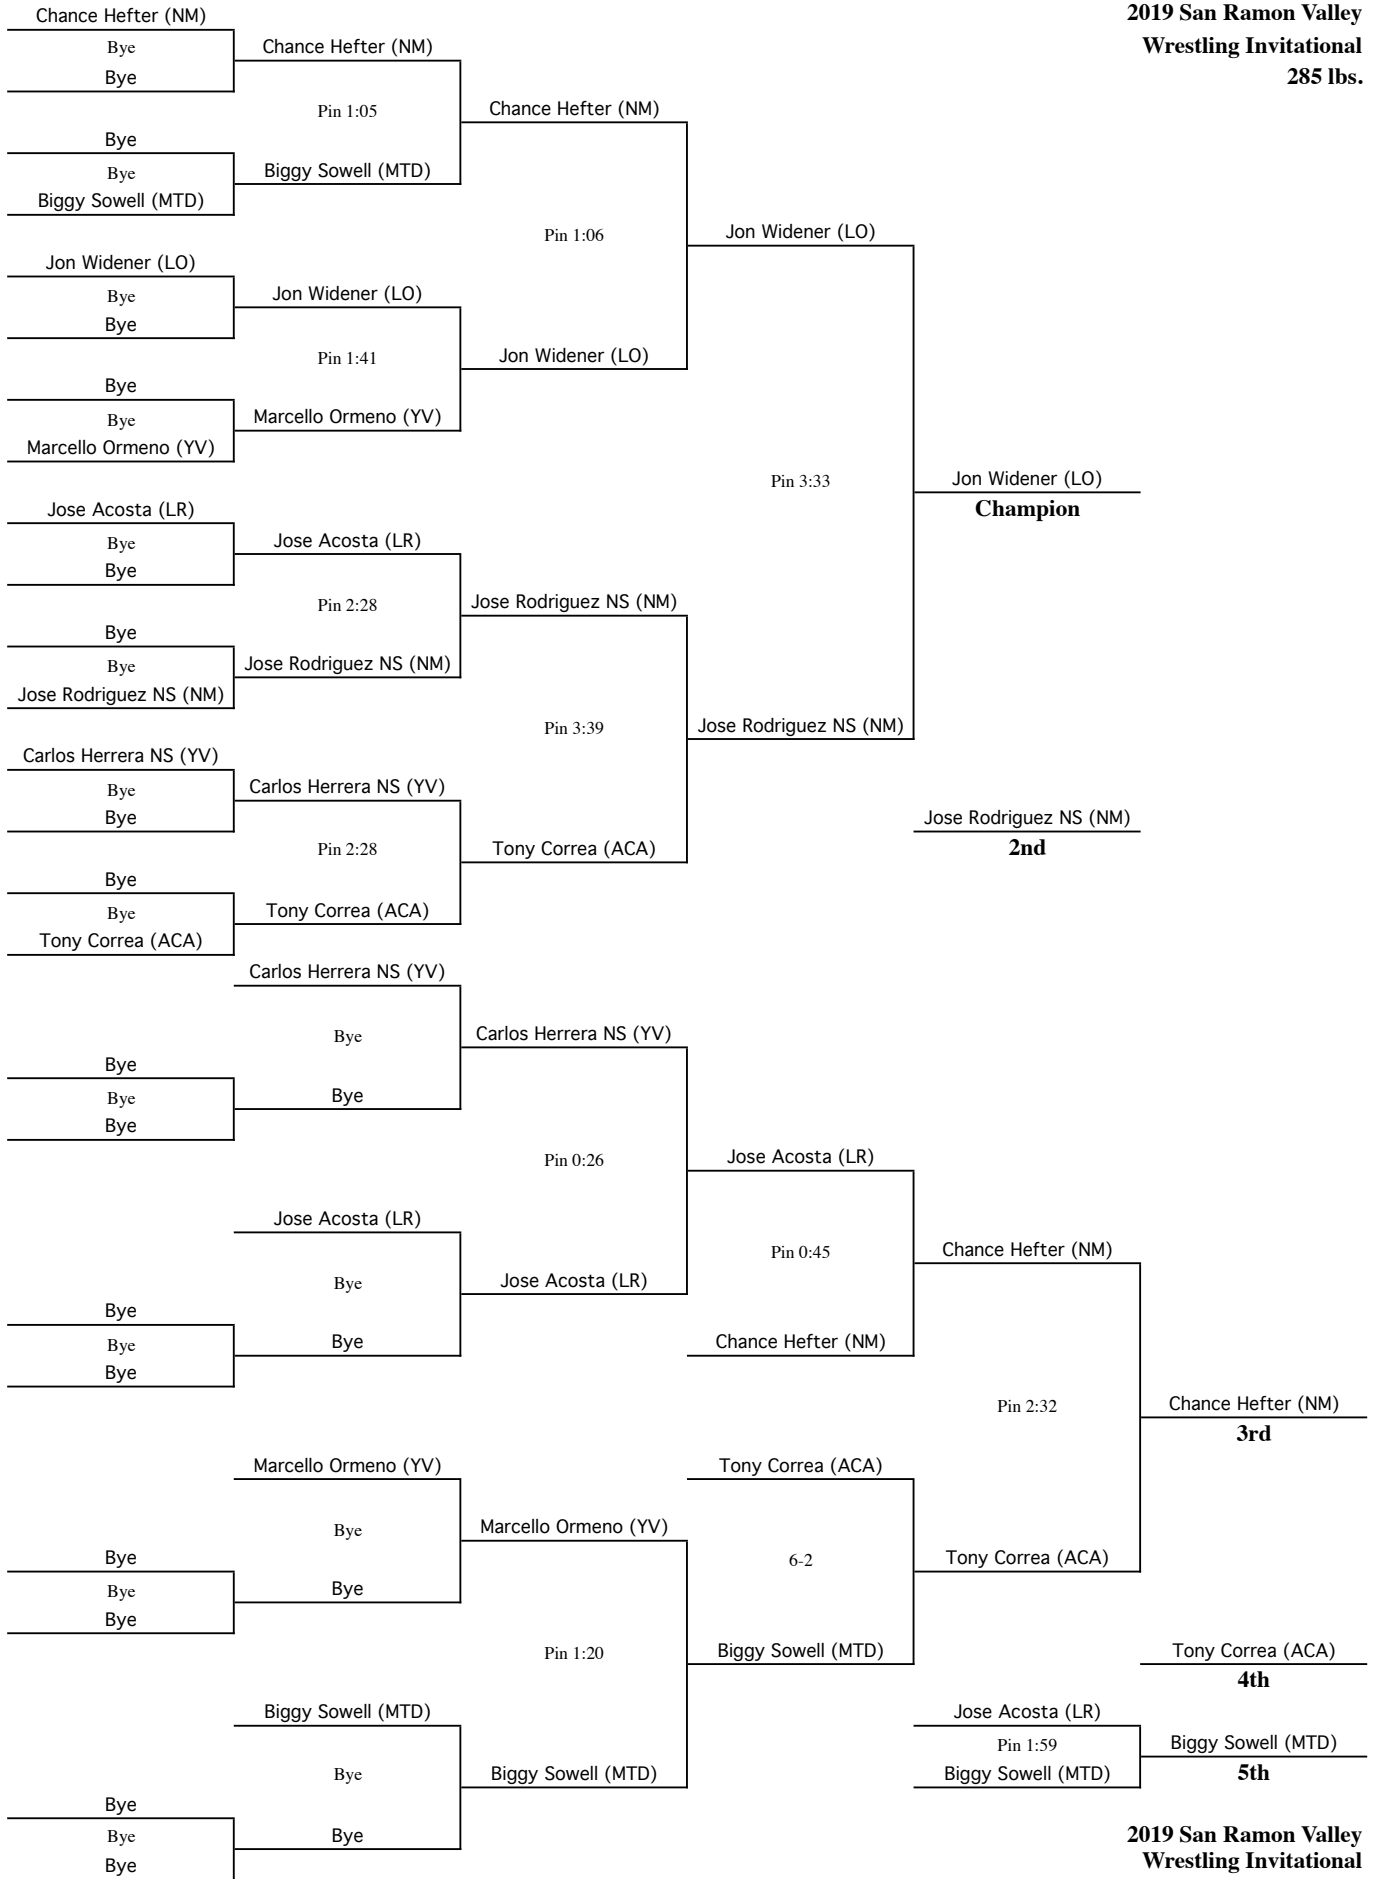 Chance Hefter (NM)
2019 San Ramon Valley
Bye
Chance Hefter (NM)
Wrestling Invitational
Bye
285 lbs.
Pin 1:05
Chance Hefter (NM)
Bye
Bye
Biggy Sowell (MTD)
Biggy Sowell (MTD)
Pin 1:06
Jon Widener (LO)
Jon Widener (LO)
Bye
Jon Widener (LO)
Bye
Pin 1:41
Jon Widener (LO)
Bye
Bye
Marcello Ormeno (YV)
Marcello Ormeno (YV)
Pin 3:33
Jon Widener (LO)
Champion
Jose Acosta (LR)
Bye
Jose Acosta (LR)
Bye
Pin 2:28
Jose Rodriguez NS (NM)
Bye
Bye
Jose Rodriguez NS (NM)
Jose Rodriguez NS (NM)
Pin 3:39
Jose Rodriguez NS (NM)
Carlos Herrera NS (YV)
Bye
Carlos Herrera NS (YV)
Bye
Jose Rodriguez NS (NM)
2nd
Pin 2:28
Tony Correa (ACA)
Bye
Bye
Tony Correa (ACA)
Tony Correa (ACA)
Carlos Herrera NS (YV)
Bye
Carlos Herrera NS (YV)
Bye
Bye
Bye
Bye
Pin 0:26
Jose Acosta (LR)
Jose Acosta (LR)
Pin 0:45
Chance Hefter (NM)
Bye
Jose Acosta (LR)
Bye
Bye
Bye
Chance Hefter (NM)
Bye
Pin 2:32
Chance Hefter (NM)
3rd
Marcello Ormeno (YV)
Tony Correa (ACA)
Bye
Marcello Ormeno (YV)
Bye
6-2
Tony Correa (ACA)
Bye
Bye
Bye
Pin 1:20
Biggy Sowell (MTD)
Tony Correa (ACA)
4th
Biggy Sowell (MTD)
Jose Acosta (LR)
Pin 1:59
Biggy Sowell (MTD)
Bye
Biggy Sowell (MTD)
Biggy Sowell (MTD)
5th
Bye
Bye
Bye
2019 San Ramon Valley
Bye
Wrestling Invitational